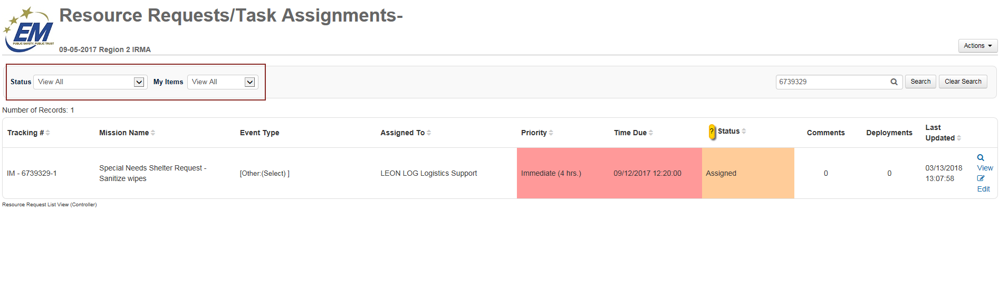 Resource Requests/Task Assignments-
EM
PUBLIC SAFETY, PUBLIC TRUST
09-05-2017 Region 2 IRMA
Actions
Status View All My Items View All 6739329 Search Clear Search
Number of Records: 1
Tracking # Mission Name Event Type Assigned To Priority Time Due ? Status Comments Deployments Last Updated
IM - 6739329-1 Special Needs Shelter Request - Sanitize wipes [Other:(Select) ] LEON LOG Logistics Support Immediate (4 hrs.) 09/12/2017 12:20:00 Assigned 0 0 03/13/2018 13:07:58 View Edit
Resource Request List View (Controller)